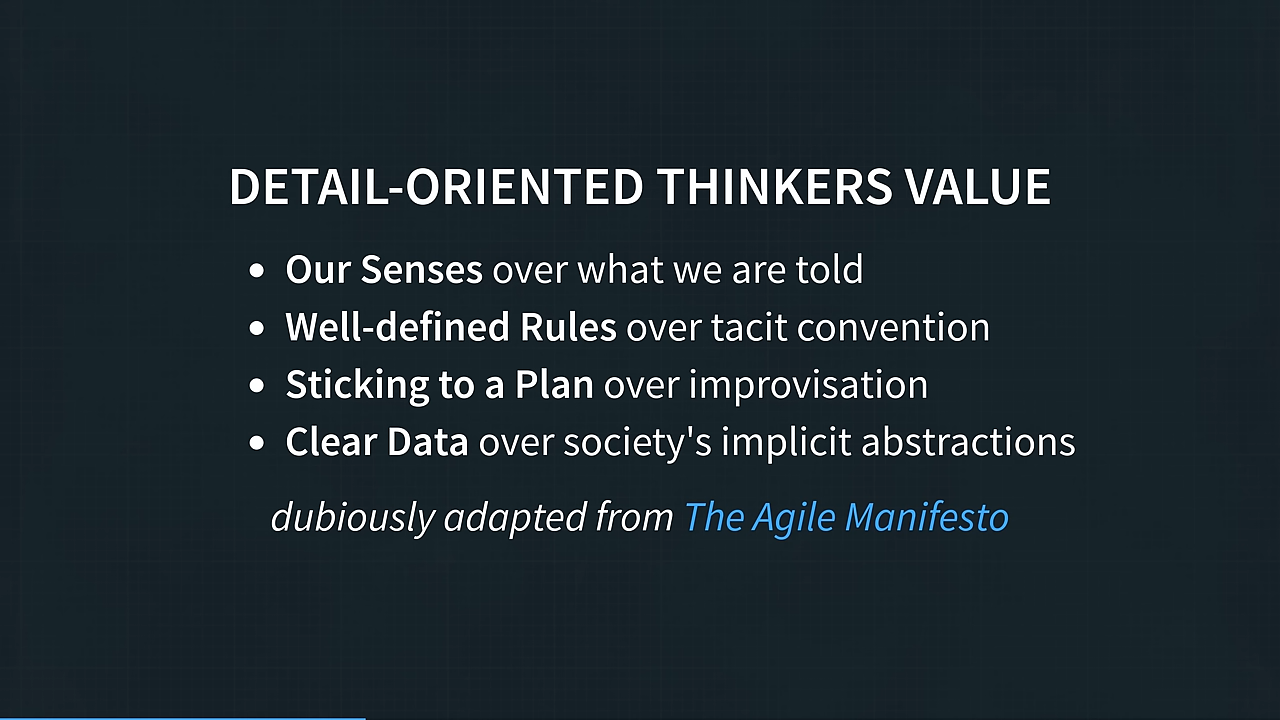 DETAIL-ORIENTED THINKERS VALUE
• Our Senses over what we are told
• Well-defined Rules over tacit convention
• Sticking to a Plan over improvisation
• Clear Data over society's implicit abstractions
dubiously adapted from The Agile Manifesto